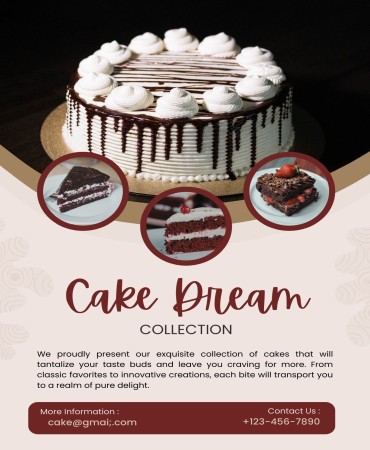 Cake Dream
COLLECTION
We proudly present our exquisite collection of cakes that will
tantalize your taste buds and leave you craving for more. From
classic favorites to innovative creations, each bite will transport you
to a realm of pure delight.
More Information :
cake@gmai;.com
Contact Us :
+123-456-7890